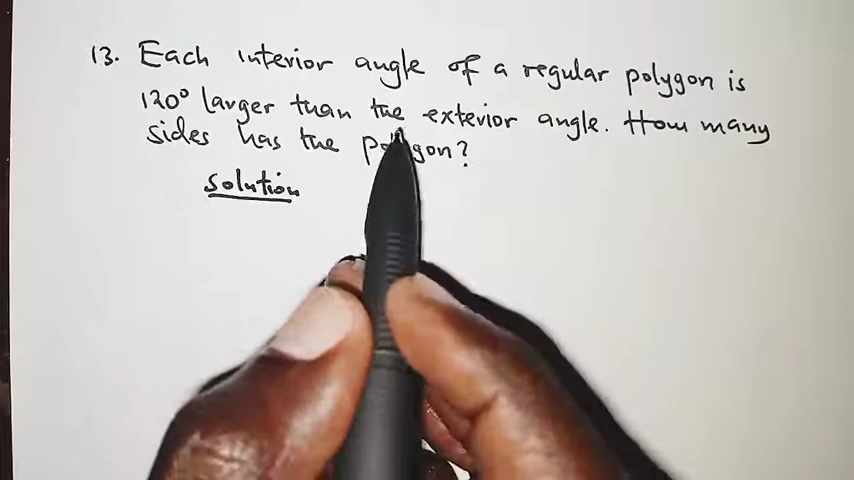 13. Each interior angle of a regular polygon is
120° larger than the exterior angle. How many
sides has the polygon?
solution